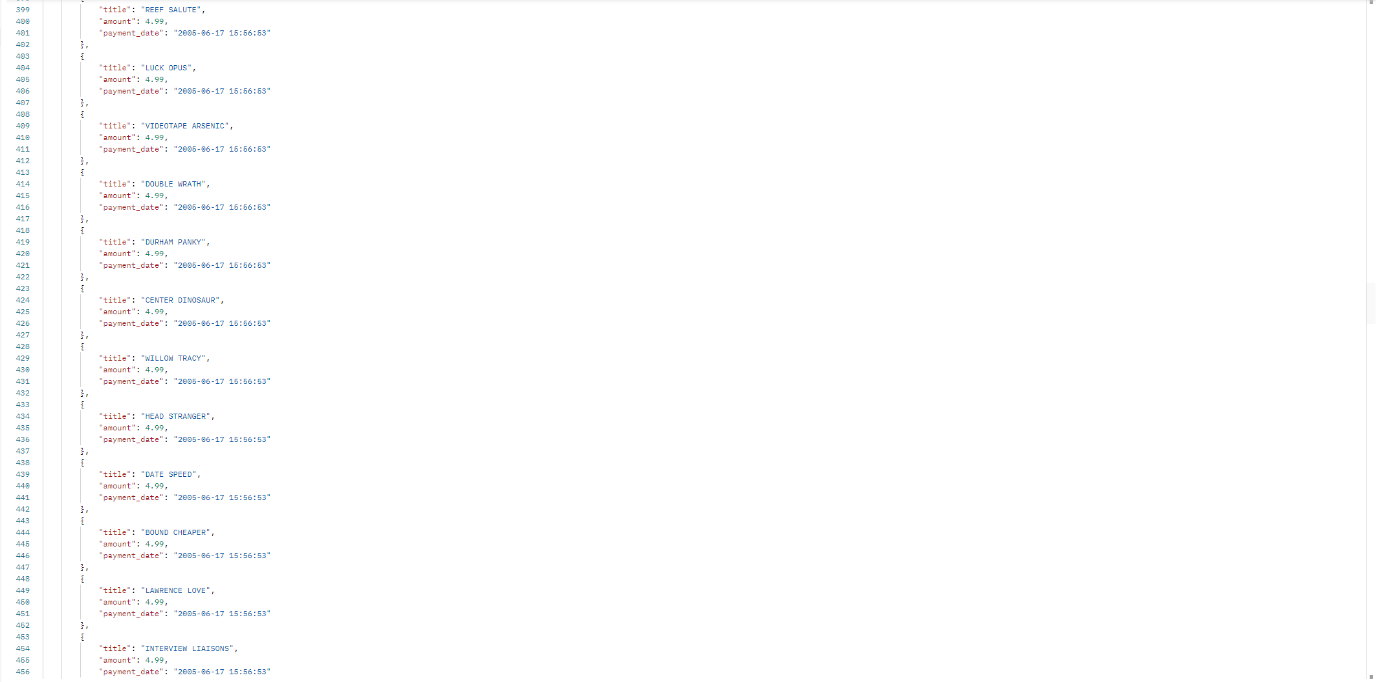 399 "title": "REEF SALUTE",
400 "amount": 4.99,
401 "payment_date": "2005-06-17 15:56:53"
402 },
403 {
404 "title": "LUCK OPUS",
405 "amount": 4.99,
406 "payment_date": "2005-06-17 15:56:53"
407 },
408 {
409 "title": "VIDEOTAPE ARSENIC",
410 "amount": 4.99,
411 "payment_date": "2005-06-17 15:56:53"
412 },
413 {
414 "title": "DOUBLE WRATH",
415 "amount": 4.99,
416 "payment_date": "2005-06-17 15:56:53"
417 },
418 {
419 "title": "DURHAM PANKY",
420 "amount": 4.99,
421 "payment_date": "2005-06-17 15:56:53"
422 },
423 {
424 "title": "CENTER DINOSAUR",
425 "amount": 4.99,
426 "payment_date": "2005-06-17 15:56:53"
427 },
428 {
429 "title": "WILLOW TRACY",
430 "amount": 4.99,
431 "payment_date": "2005-06-17 15:56:53"
432 },
433 {
434 "title": "HEAD STRANGER",
435 "amount": 4.99,
436 "payment_date": "2005-06-17 15:56:53"
437 },
438 {
439 "title": "DATE SPEED",
440 "amount": 4.99,
441 "payment_date": "2005-06-17 15:56:53"
442 },
443 {
444 "title": "BOUND CHEAPER",
445 "amount": 4.99,
446 "payment_date": "2005-06-17 15:56:53"
447 },
448 {
449 "title": "LAWRENCE LOVE",
450 "amount": 4.99,
451 "payment_date": "2005-06-17 15:56:53"
452 },
453 {
454 "title": "INTERVIEW LIAISONS",
455 "amount": 4.99,
456 "payment_date": "2005-06-17 15:56:53"